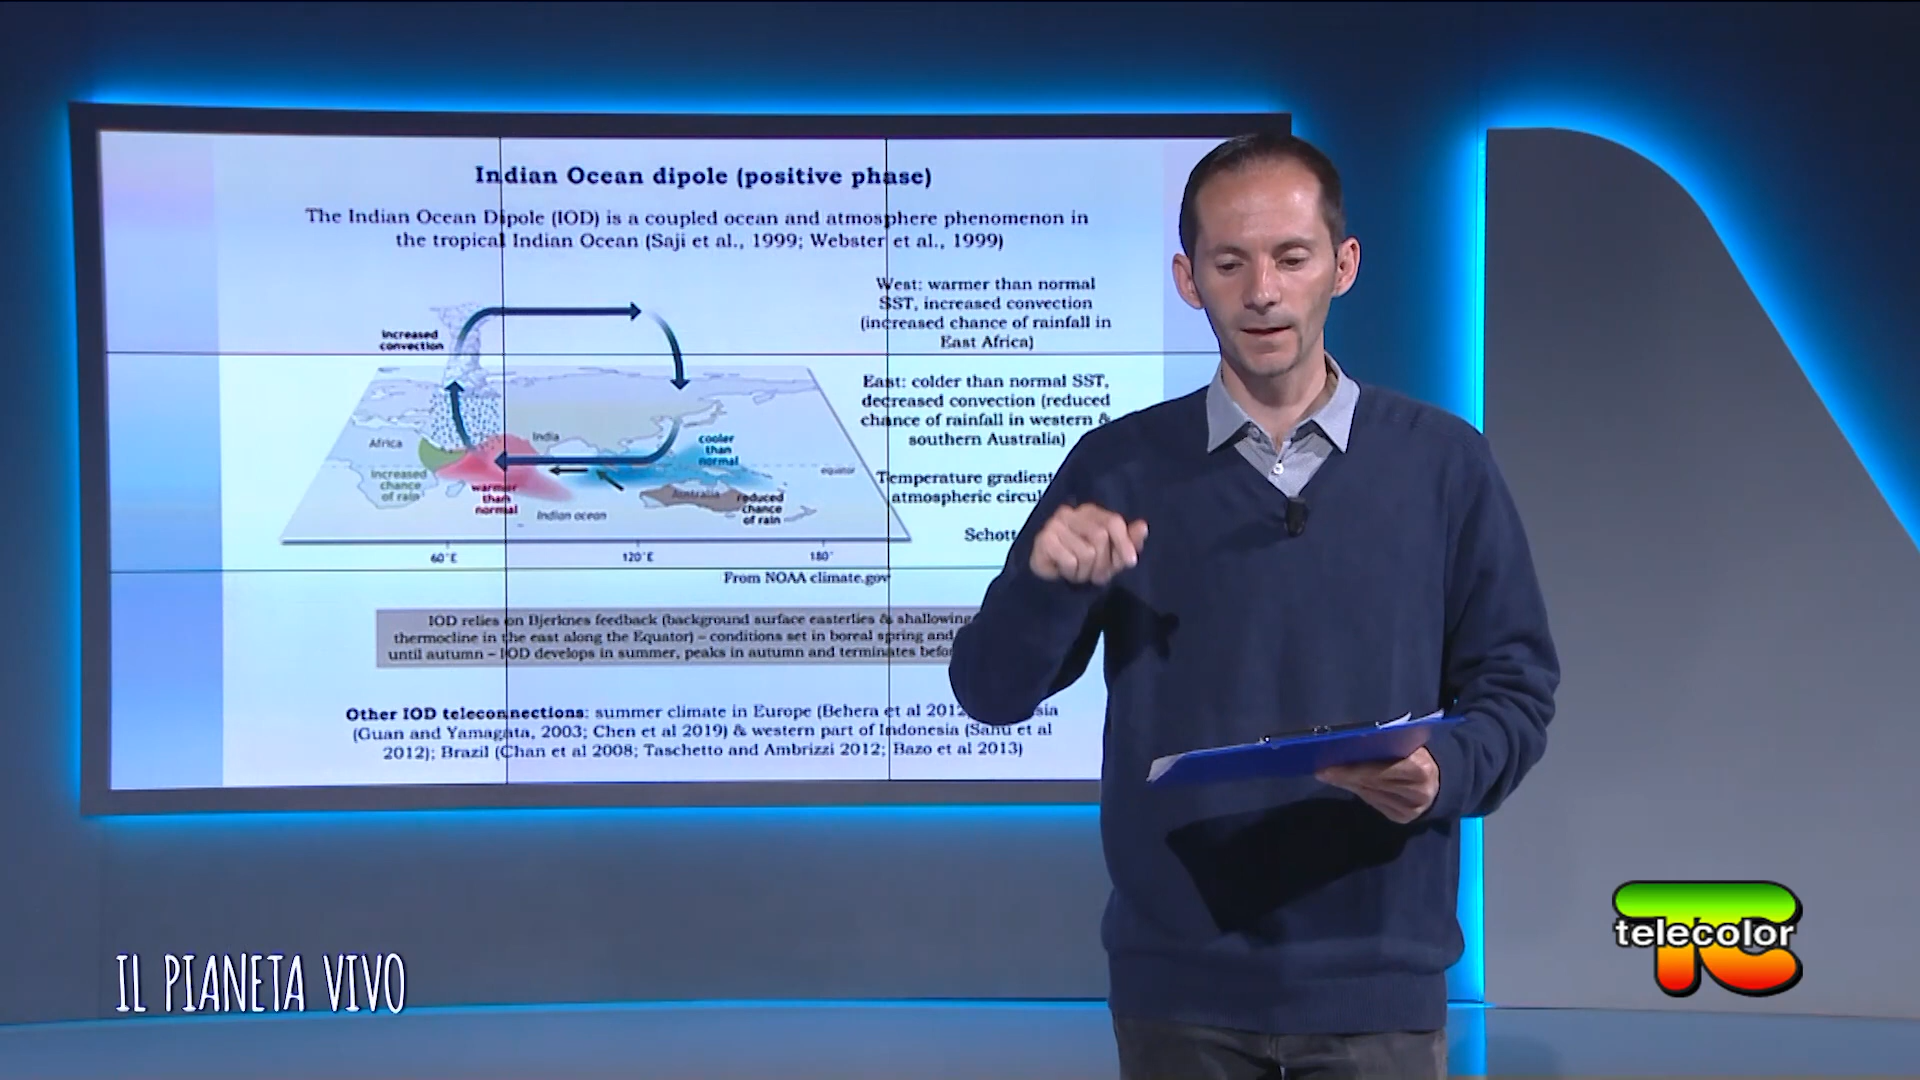 Indian Ocean dipole (positive phase)
The Indian Ocean Dipole (IOD) is a coupled ocean and atmosphere phenomenon in
the tropical Indian Ocean (Saji et al., 1999; Webster et al., 1999)
West: warmer than normal
SST, increased convection
(increased chance of rainfall in
East Africa)
East: colder than normal SST,
decreased convection (reduced
chance of rainfall in western &
southern Australia)
Temperature gradient
atmospheric
Schott
increased
convection
Africa
India
cooler
than
normal
equator
increased
chance
of rain
warmer
than
normal
Indian ocean
Australia
reduced
chance
of rain
60°E
120°E
180°
From NOAA climate.gov
IOD relies on Bjerknes feedback (background surface easterlies & shallowing
thermocline in the east along the Equator) – conditions set in boreal spring and
until autumn – IOD develops in summer, peaks in autumn and terminates
Other IOD teleconnections: summer climate in Europe (Behera et al 2012
(Guan and Yamagata, 2003; Chen et al 2019) & western part of Indonesia (Sahu et al
2012); Brazil (Chan et al 2008; Taschetto and Ambrizzi 2012; Bazo et al 2013)
IL PIANETA VIVO
telecolor